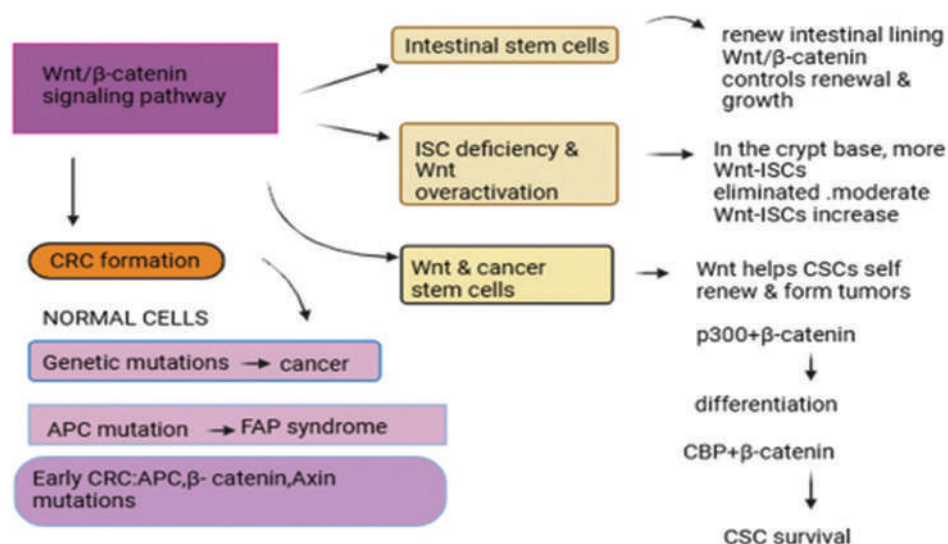 Wnt/β-catenin
signaling pathway
CRC formation
NORMAL CELLS
Genetic mutations → cancer
APC mutation → FAP syndrome
Early CRC:APC,β- catenin,Axin
mutations
Intestinal stem cells
renew intestinal lining
Wnt/β-catenin
controls renewal &
growth
ISC deficiency &
Wnt
overactivation
In the crypt base, more
Wnt-ISCs
eliminated .moderate
Wnt-ISCs increase
Wnt & cancer
stem cells
Wnt helps CSCs self
renew & form tumors
p300+β-catenin
differentiation
CBP+β-catenin
CSC survival